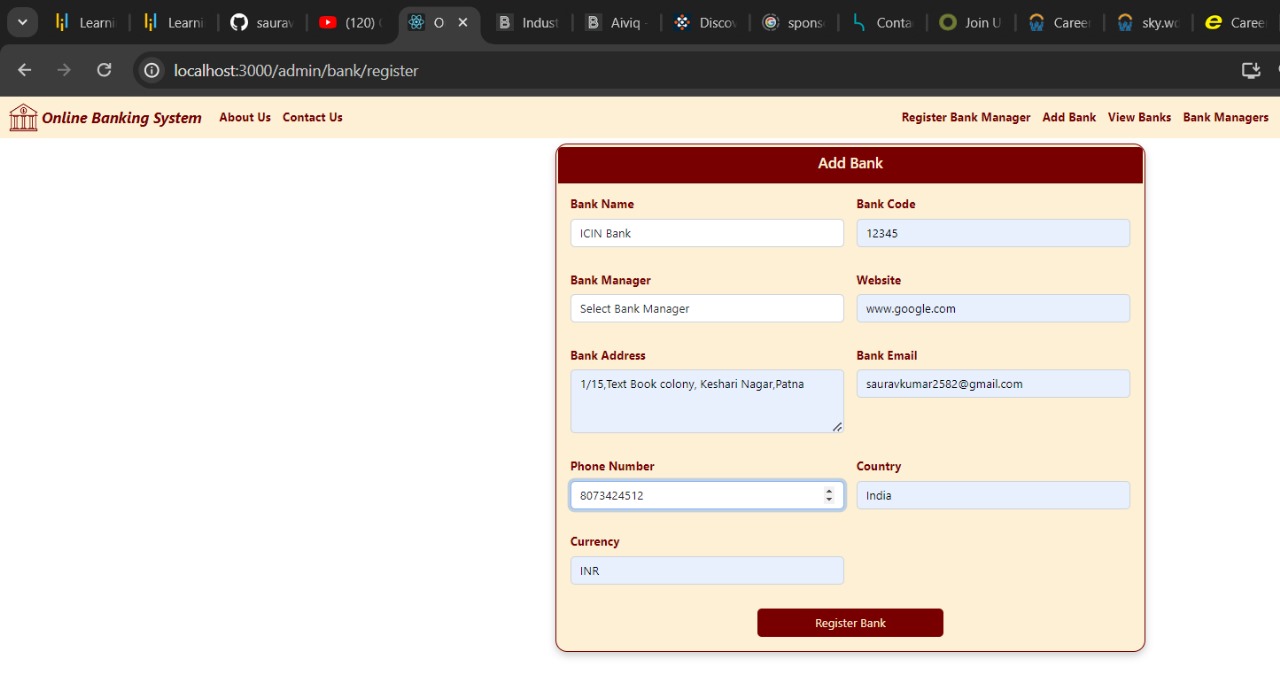 Learni
Learni
saurav
(120)
O
Indust
Aiviq
Discov
spons
Conta
Join U
Career
sky.wo
Caree
localhost:3000/admin/bank/register
Online Banking System About Us Contact Us Register Bank Manager Add Bank View Banks Bank Managers
Add Bank
Bank Name Bank Code
ICIN Bank 12345
Bank Manager Website
Select Bank Manager www.google.com
Bank Address Bank Email
1/15,Text Book colony, Keshari Nagar,Patna sauravkumar2582@gmail.com
Phone Number Country
8073424512 India
Currency
INR
Register Bank